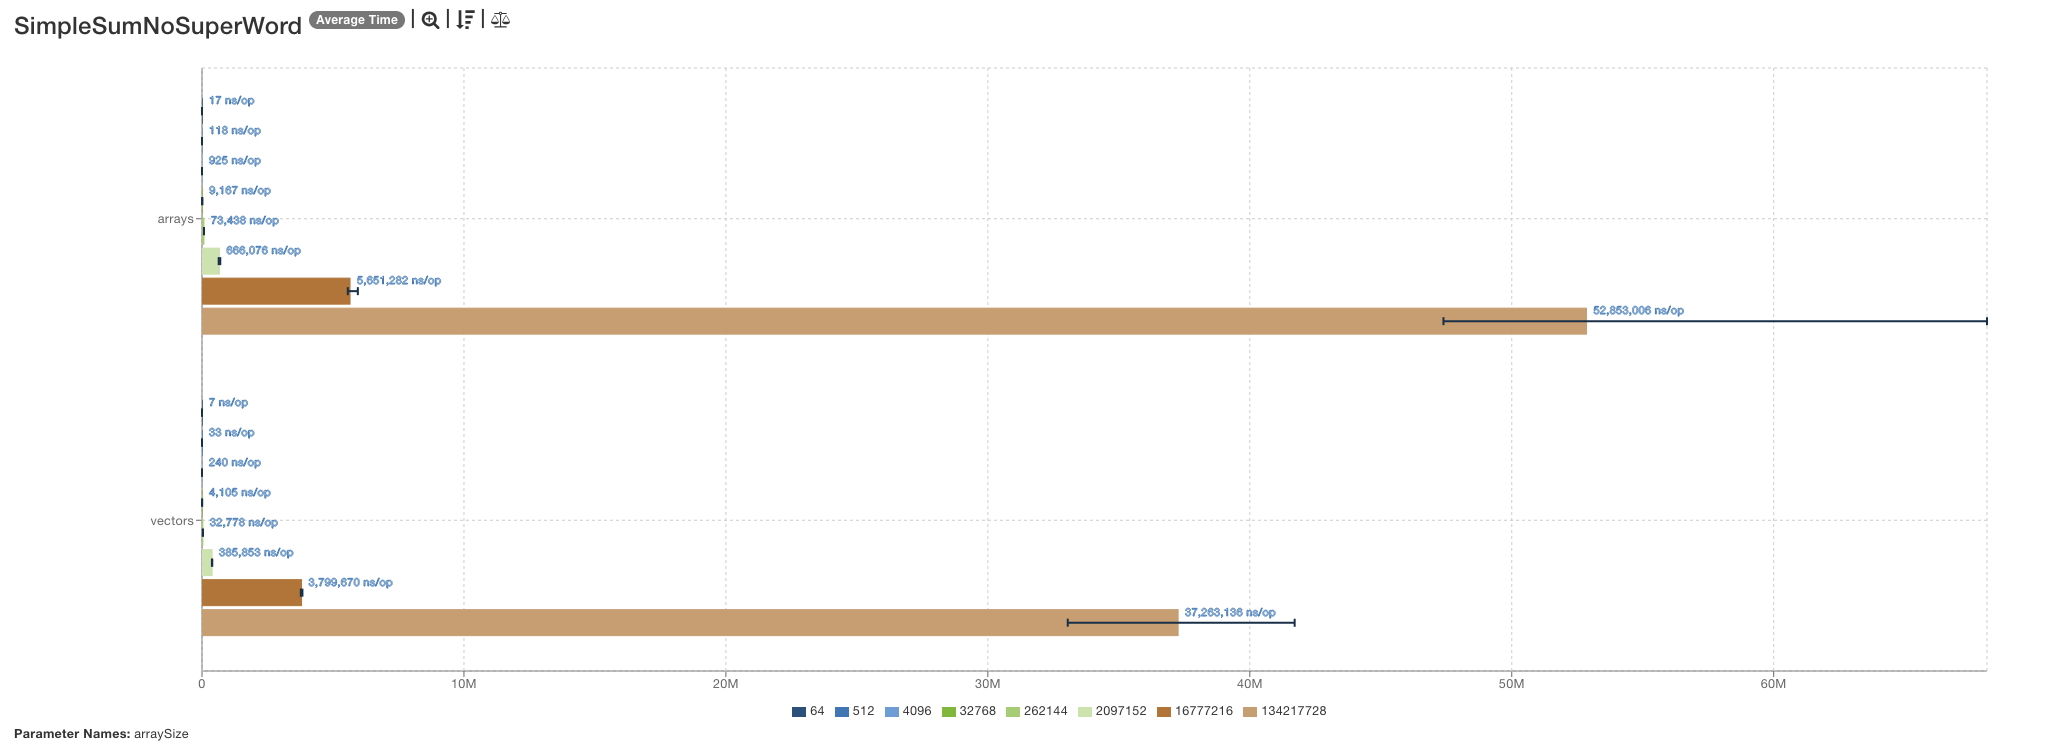 SimpleSumNoSuperWord Average Time
17 ns/op
118 ns/op
925 ns/op
9,167 ns/op
arrays
73,438 ns/op
666,076 ns/op
5,651,282 ns/op
52,853,006 ns/op
7 ns/op
33 ns/op
240 ns/op
4,105 ns/op
vectors
32,778 ns/op
385,853 ns/op
3,799,670 ns/op
37,263,136 ns/op
0 10M 20M 30M 40M 50M 60M
64 512 4096 32768 262144 2097152 16777216 134217728
Parameter Names: arraySize